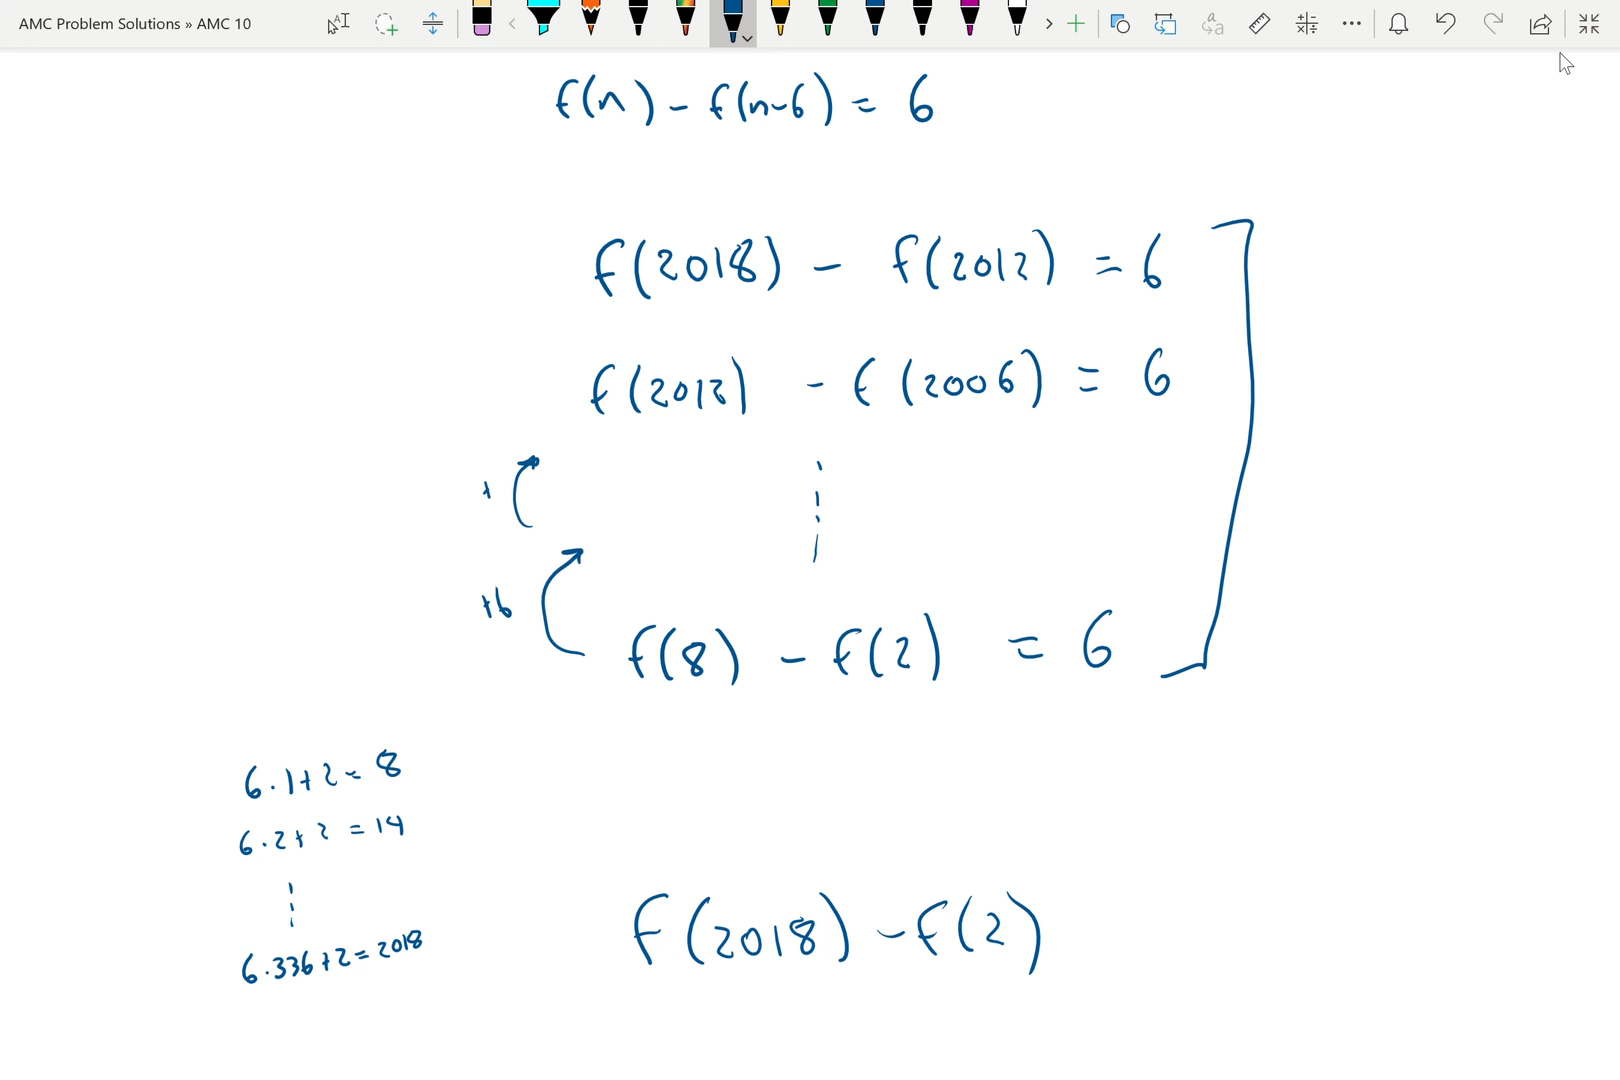 AMC Problem Solutions » AMC 10
f(n) - f(n-6) = 6
f(2018) - f(2012) = 6
f(2012) - f(2006) = 6
+
+6
f(8) - f(2) = 6
6·1+2=8
6·2+2=14
6·336+2=2018
f(2018)-f(2)